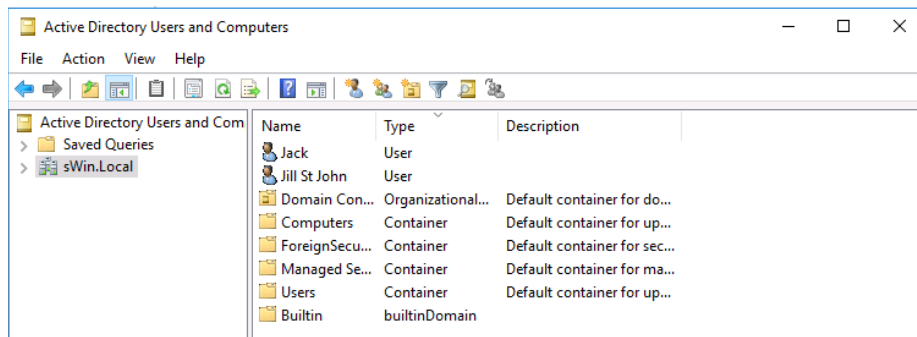 Active Directory Users and Computers
File Action View Help
Active Directory Users and Com
Saved Queries
sWin.Local
Name Type Description
Jack User
Jill St John User
Domain Con... Organizational... Default container for do...
Computers Container Default container for up...
ForeignSecu... Container Default container for sec...
Managed Se... Container Default container for ma...
Users Container Default container for up...
Builtin builtinDomain